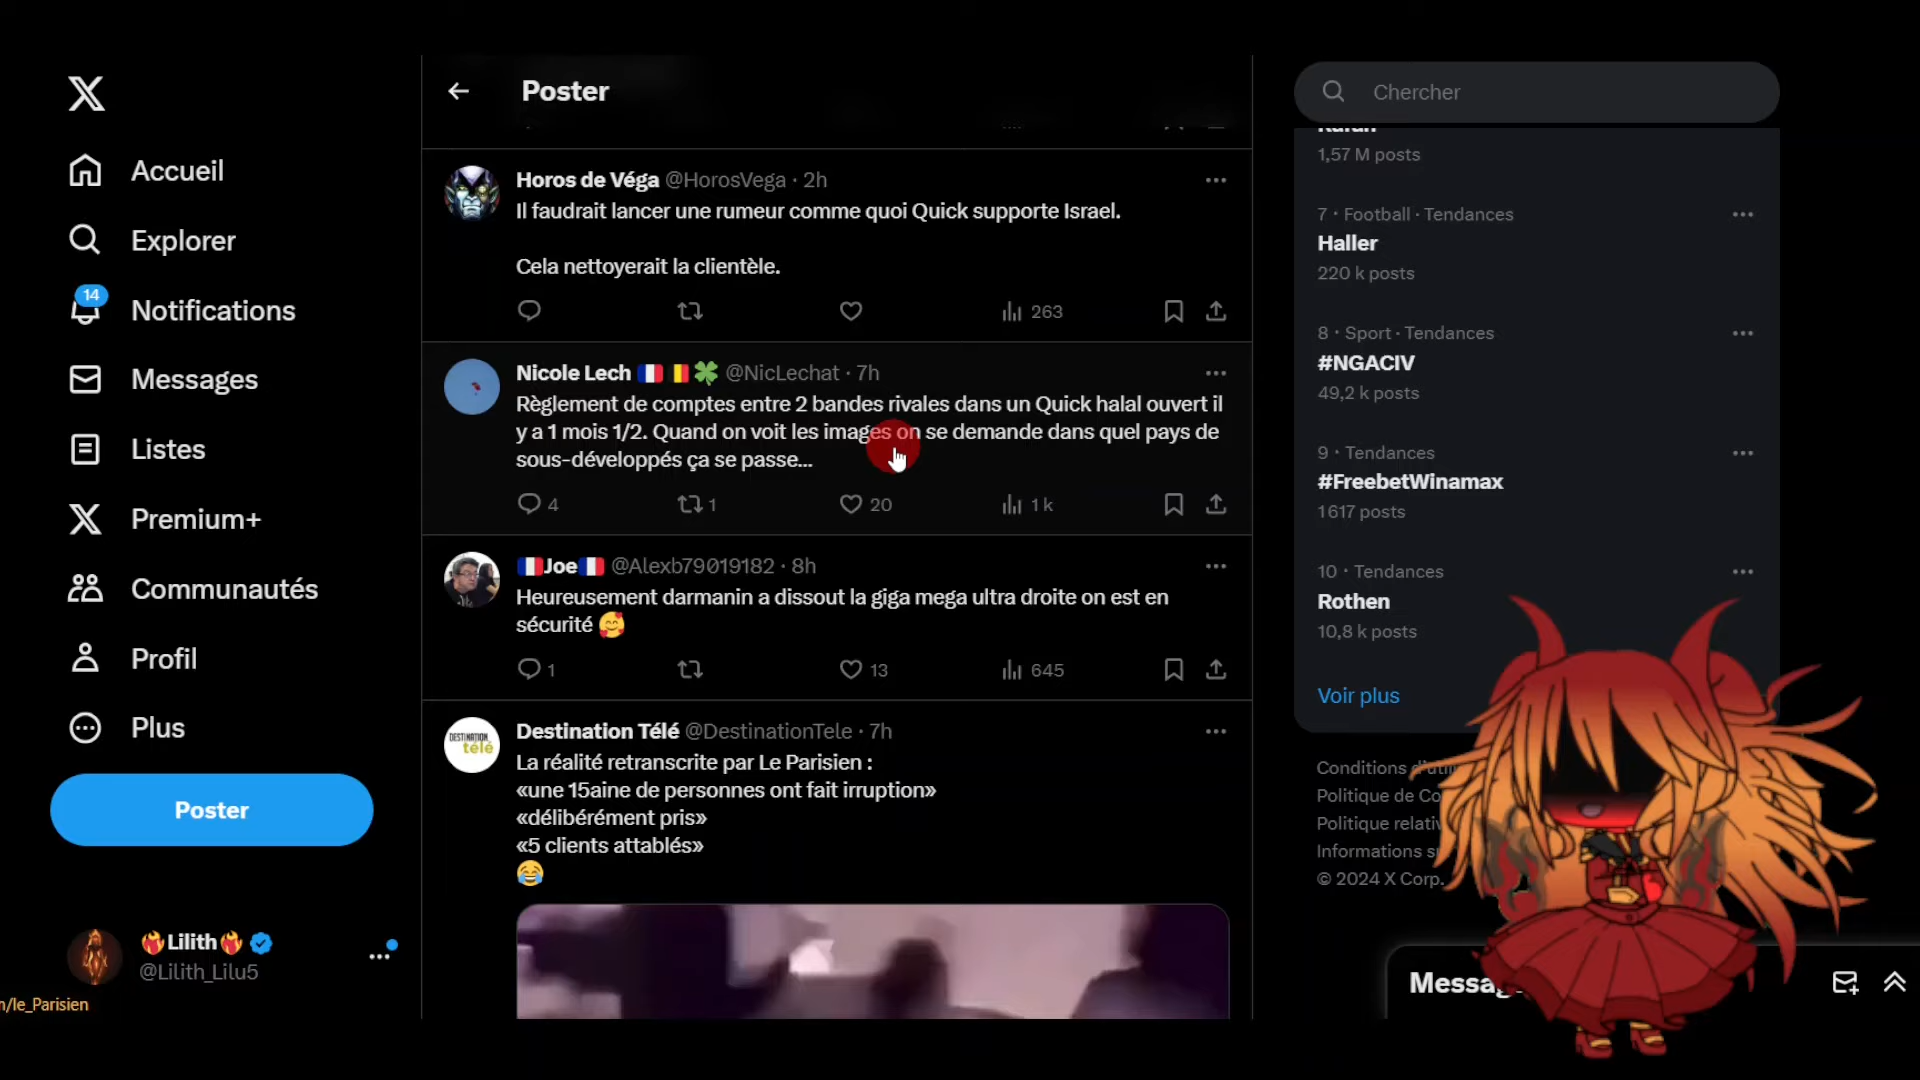 Poster
Chercher
1,57 M posts
Accueil
Explorer
14
Notifications
Messages
Listes
Premium+
Communautés
Profil
Plus
Poster
Lilith
@Lilith_Lilu5
n/le_Parisien
Horos de Véga @HorosVega · 2h
Il faudrait lancer une rumeur comme quoi Quick supporte Israel.
Cela nettoyerait la clientèle.
263
Nicole Lech @NicLechat · 7h
Règlement de comptes entre 2 bandes rivales dans un Quick halal ouvert il
y a 1 mois 1/2. Quand on voit les images on se demande dans quel pays de
sous-développés ça se passe...
4 1 20 1 k
Joe @Alexb79019182 · 8h
Heureusement darmanin a dissout la giga mega ultra droite on est en
sécurité 🥰
1 13 645
DESTINATION
télé
Destination Télé @DestinationTele · 7h
La réalité retranscrite par Le Parisien :
«une 15aine de personnes ont fait irruption»
«délibérément pris»
«5 clients attablés»
😂
7 · Football · Tendances
Haller
220 k posts
8 · Sport · Tendances
#NGACIV
49,2 k posts
9 · Tendances
#FreebetWinamax
1 617 posts
10 · Tendances
Rothen
10,8 k posts
Voir plus
Conditions
Politique de
Politique
Informations
© 2024 X Corp.